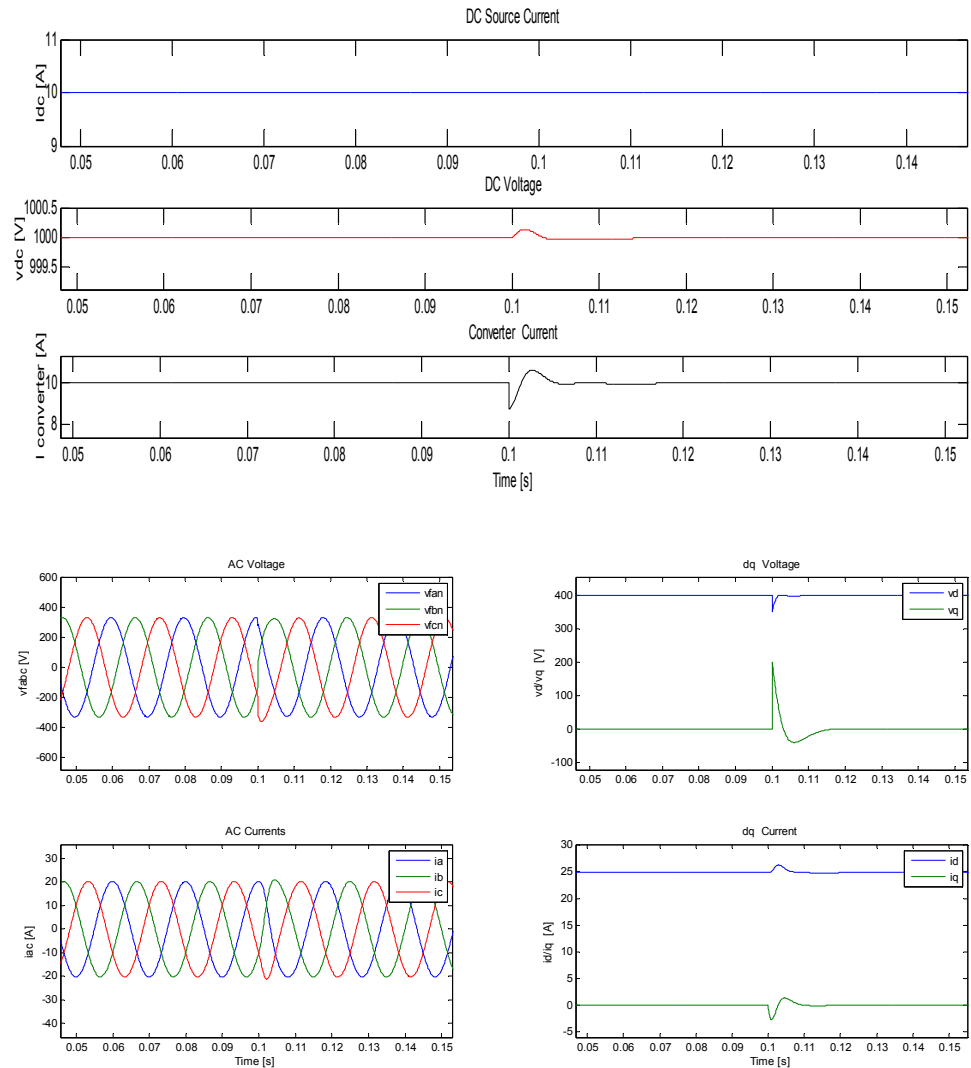 DC Source Current
Idc [A]
11
10
9
0.05 0.06 0.07 0.08 0.09 0.1 0.11 0.12 0.13 0.14
DC Voltage
vdc [V]
1000.5
1000
999.5
0.05 0.06 0.07 0.08 0.09 0.1 0.11 0.12 0.13 0.14 0.15
Converter Current
I converter [A]
10
8
0.05 0.06 0.07 0.08 0.09 0.1 0.11 0.12 0.13 0.14 0.15
Time [s]
AC Voltage
vfabc [V]
600
400
200
0
-200
-400
-600
vfan
vfbn
vfcn
0.05 0.06 0.07 0.08 0.09 0.1 0.11 0.12 0.13 0.14 0.15
dq Voltage
vd/vq [V]
400
300
200
100
0
-100
vd
vq
0.05 0.06 0.07 0.08 0.09 0.1 0.11 0.12 0.13 0.14 0.15
AC Currents
iac [A]
30
20
10
0
-10
-20
-30
-40
ia
ib
ic
0.05 0.06 0.07 0.08 0.09 0.1 0.11 0.12 0.13 0.14 0.15
Time [s]
dq Current
id/iq [A]
30
25
20
15
10
5
0
-5
id
iq
0.05 0.06 0.07 0.08 0.09 0.1 0.11 0.12 0.13 0.14 0.15
Time [s]